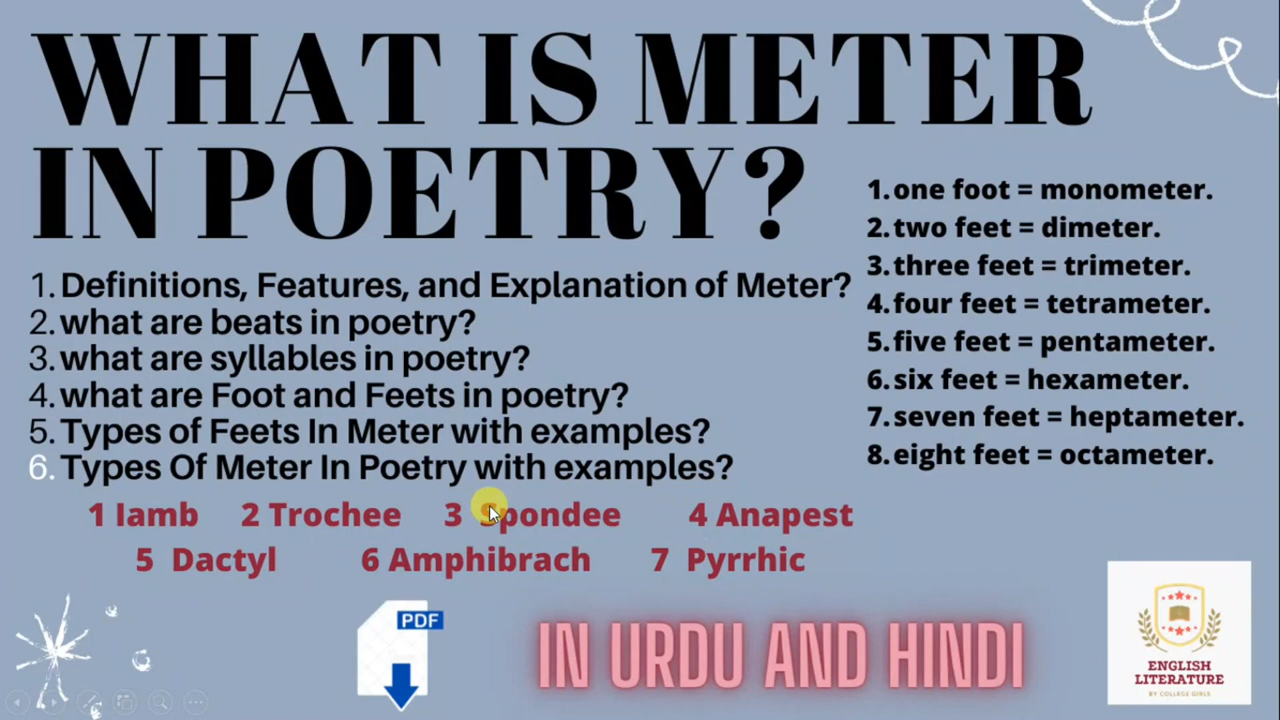 WHAT IS METER
IN POETRY?
1. Definitions, Features, and Explanation of Meter?
2. what are beats in poetry?
3. what are syllables in poetry?
4. what are Foot and Feets in poetry?
5. Types of Feets In Meter with examples?
6. Types Of Meter In Poetry with examples?
1 Iamb 2 Trochee 3 Spondee 4 Anapest
5 Dactyl 6 Amphibrach 7 Pyrrhic
1. one foot = monometer.
2. two feet = dimeter.
3. three feet = trimeter.
4. four feet = tetrameter.
5. five feet = pentameter.
6. six feet = hexameter.
7. seven feet = heptameter.
8. eight feet = octameter.
PDF
IN URDU AND HINDI
ENGLISH
LITERATURE
BY COLLEGE GIRLS